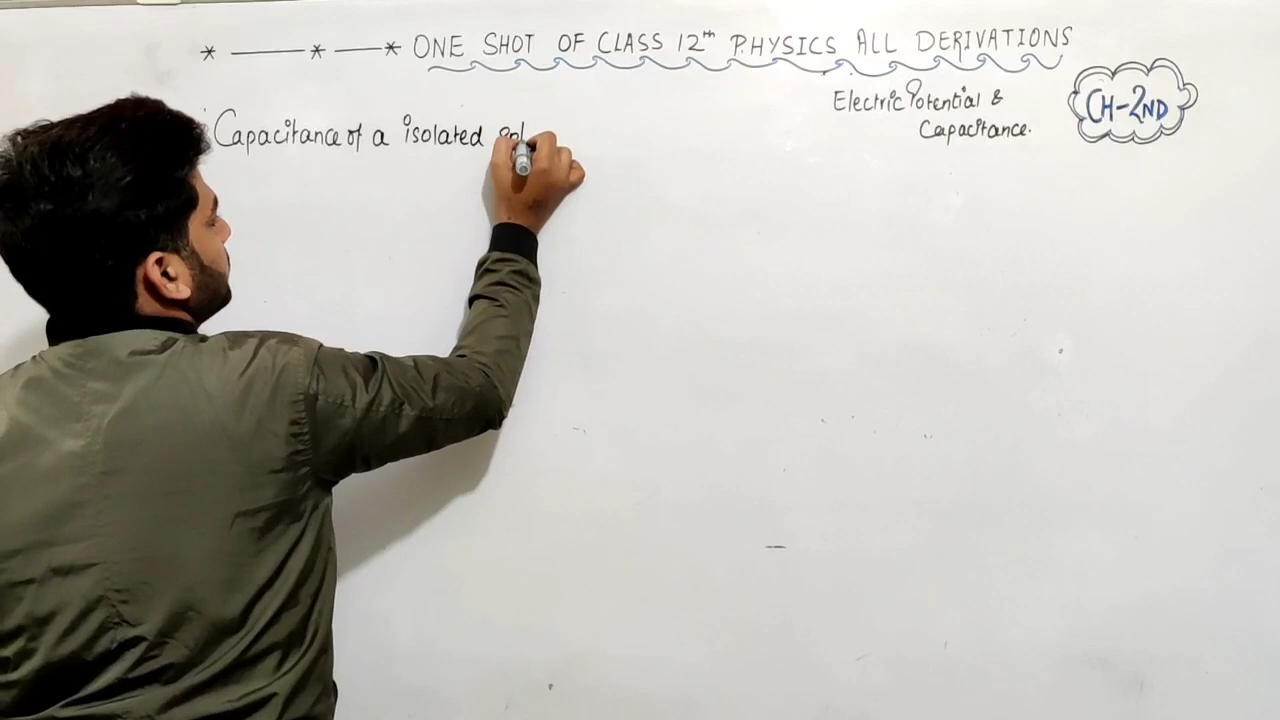 * ——— * —— * ONE SHOT OF CLASS 12th PHYSICS ALL DERIVATIONS
Electric Potential &
Capacitance.
CH-2ND
Capacitance of a isolated